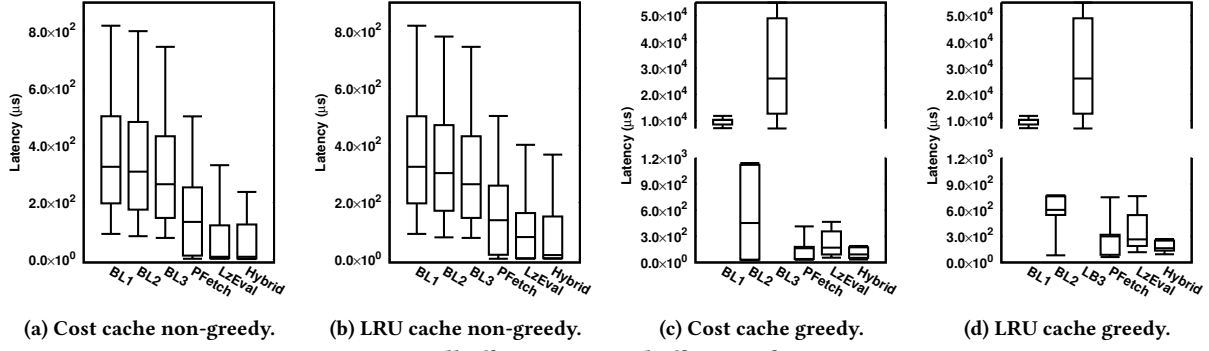 8.0×10²
6.0×10²
4.0×10²
2.0×10²
0.0×10⁰
Latency (μs)
BL1 BL2 BL3 PFetch LzEval Hybrid
(a) Cost cache non-greedy.
8.0×10²
6.0×10²
4.0×10²
2.0×10²
0.0×10⁰
Latency (μs)
BL1 BL2 BL3 PFetch LzEval Hybrid
(b) LRU cache non-greedy.
5.0×10⁴
4.0×10⁴
3.0×10⁴
2.0×10⁴
1.0×10⁴
1.2×10³
9.0×10²
6.0×10²
3.0×10²
0.0×10⁰
Latency (μs)
BL1 BL2 BL3 PFetch LzEval Hybrid
(c) Cost cache greedy.
5.0×10⁴
4.0×10⁴
3.0×10⁴
2.0×10⁴
1.0×10⁴
1.2×10³
9.0×10²
6.0×10²
3.0×10²
0.0×10⁰
Latency (μs)
BL1 BL2 LB3 PFetch LzEval Hybrid
(d) LRU cache greedy.